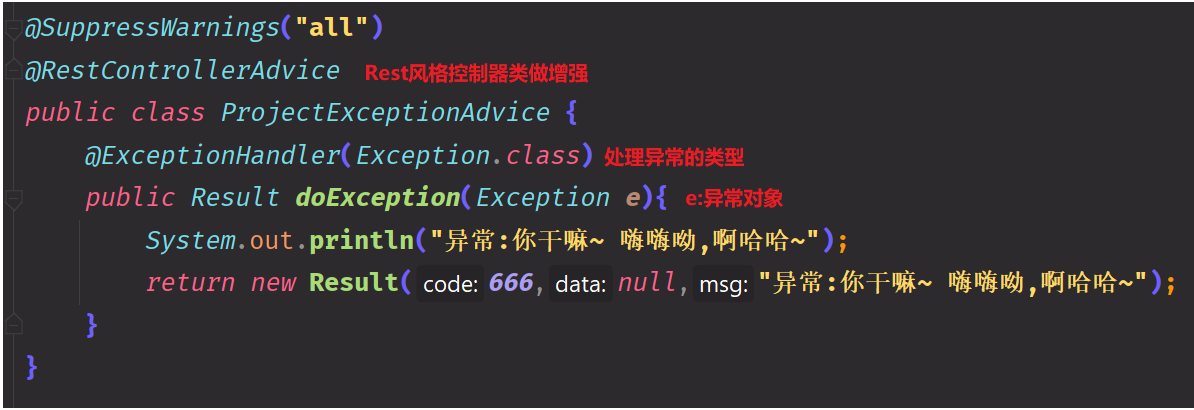 @SuppressWarnings("all")
@RestControllerAdvice Rest风格控制器类做增强
public class ProjectExceptionAdvice {
@ExceptionHandler(Exception.class) 处理异常的类型
public Result doException(Exception e){ e:异常对象
System.out.println("异常:你干嘛~ 嗨嗨呦,啊哈哈~");
return new Result( code: 666, data: null, msg: "异常:你干嘛~ 嗨嗨呦,啊哈哈~");
}
}